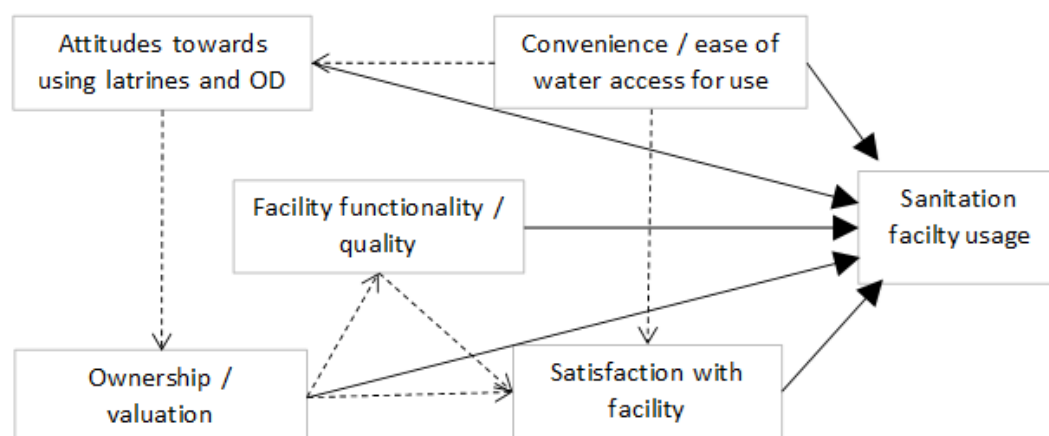 Attitudes towards
using latrines and OD
Convenience / ease of
water access for use
Facility functionality /
quality
Sanitation
facilty usage
Ownership /
valuation
Satisfaction with
facility